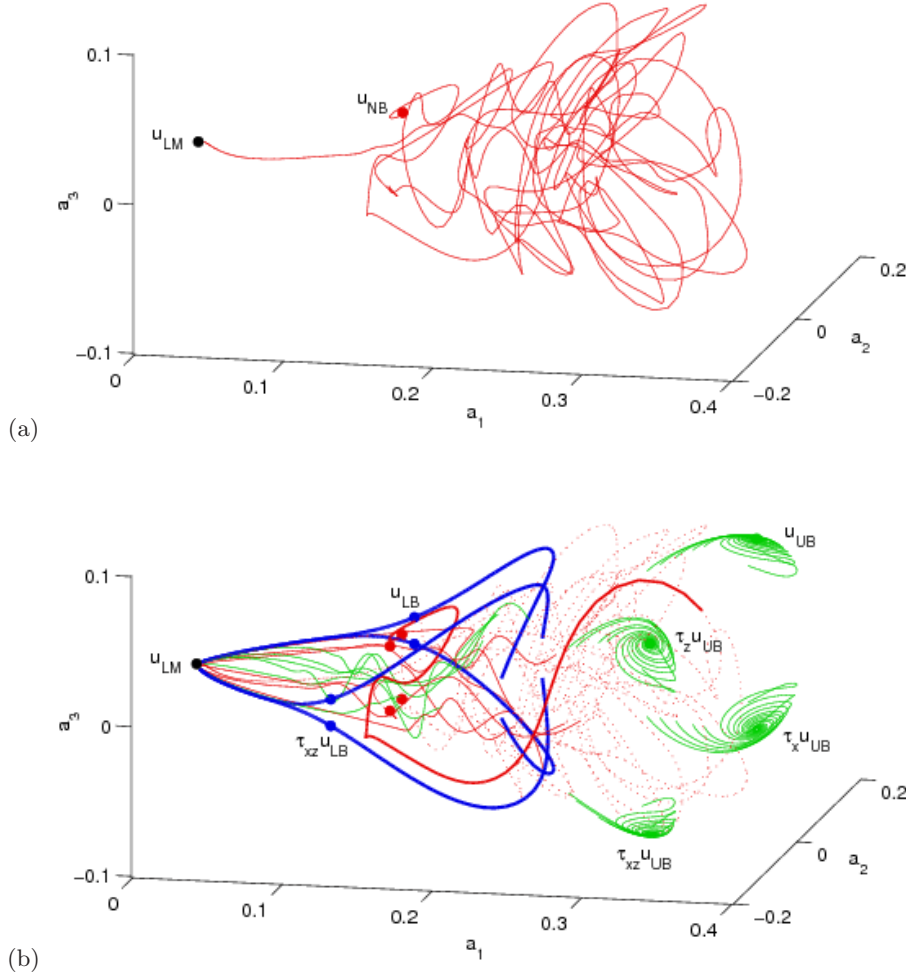 0.1
u_NB
u_LM
a_3
0
0.2
0
a_2
−0.1
−0.2
0
0.1
0.2
0.3
0.4
a_1
(a)
u_UB
0.1
u_LB
τ_z u_UB
u_LM
a_3
0
τ_xz u_LB
τ_x u_UB
0.2
τ_xz u_UB
0
a_2
−0.1
−0.2
0
0.1
0.2
0.3
0.4
a_1
(b)